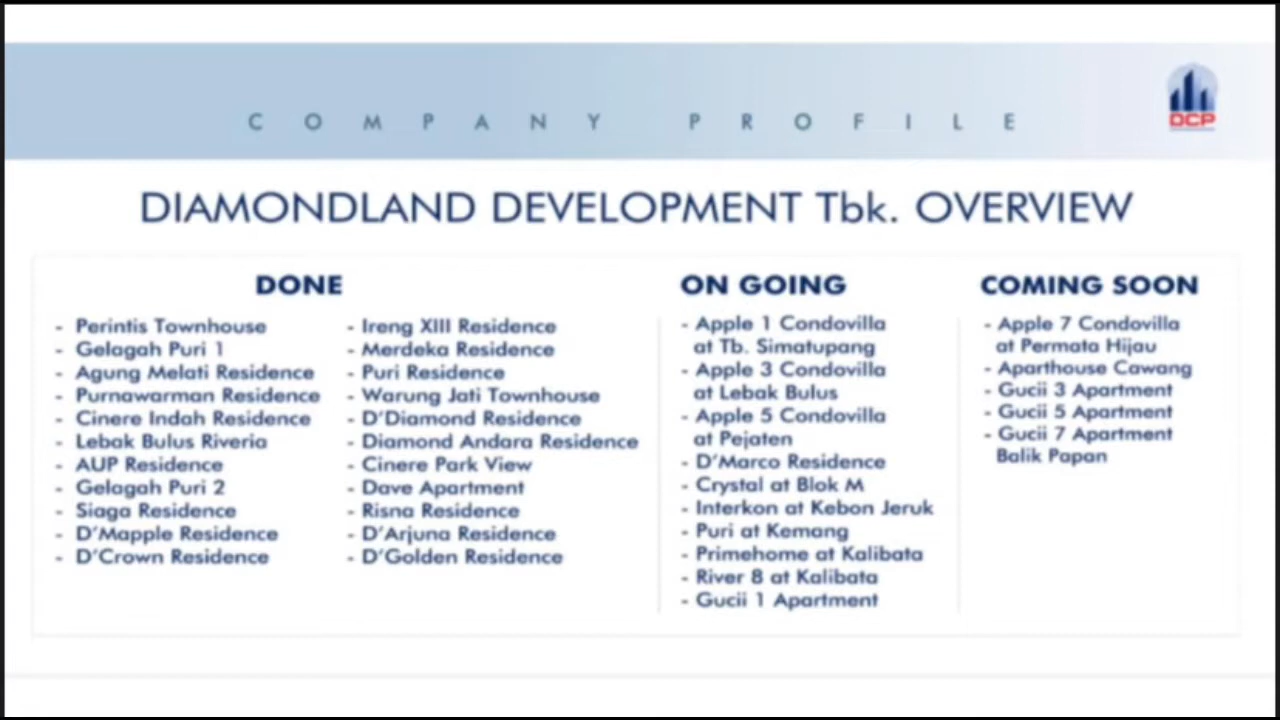 COMPANY PROFILE
DCP
DIAMONDLAND DEVELOPMENT Tbk. OVERVIEW
DONE
- Perintis Townhouse
- Gelagah Puri 1
- Agung Melati Residence
- Purnawarman Residence
- Cinere Indah Residence
- Lebak Bulus Riveria
- AUP Residence
- Gelagah Puri 2
- Siaga Residence
- D'Mapple Residence
- D'Crown Residence
- Ireng XIII Residence
- Merdeka Residence
- Puri Residence
- Warung Jati Townhouse
- D'Diamond Residence
- Diamond Andara Residence
- Cinere Park View
- Dave Apartment
- Risna Residence
- D'Arjuna Residence
- D'Golden Residence
ON GOING
- Apple 1 Condovilla
at Tb. Simatupang
- Apple 3 Condovilla
at Lebak Bulus
- Apple 5 Condovilla
at Pejaten
- D'Marco Residence
- Crystal at Blok M
- Interkon at Kebon Jeruk
- Puri at Kemang
- Primehome at Kalibata
- River 8 at Kalibata
- Gucii 1 Apartment
COMING SOON
- Apple 7 Condovilla
at Permata Hijau
- Aparthouse Cawang
- Gucii 3 Apartment
- Gucii 5 Apartment
- Gucii 7 Apartment
Balik Papan